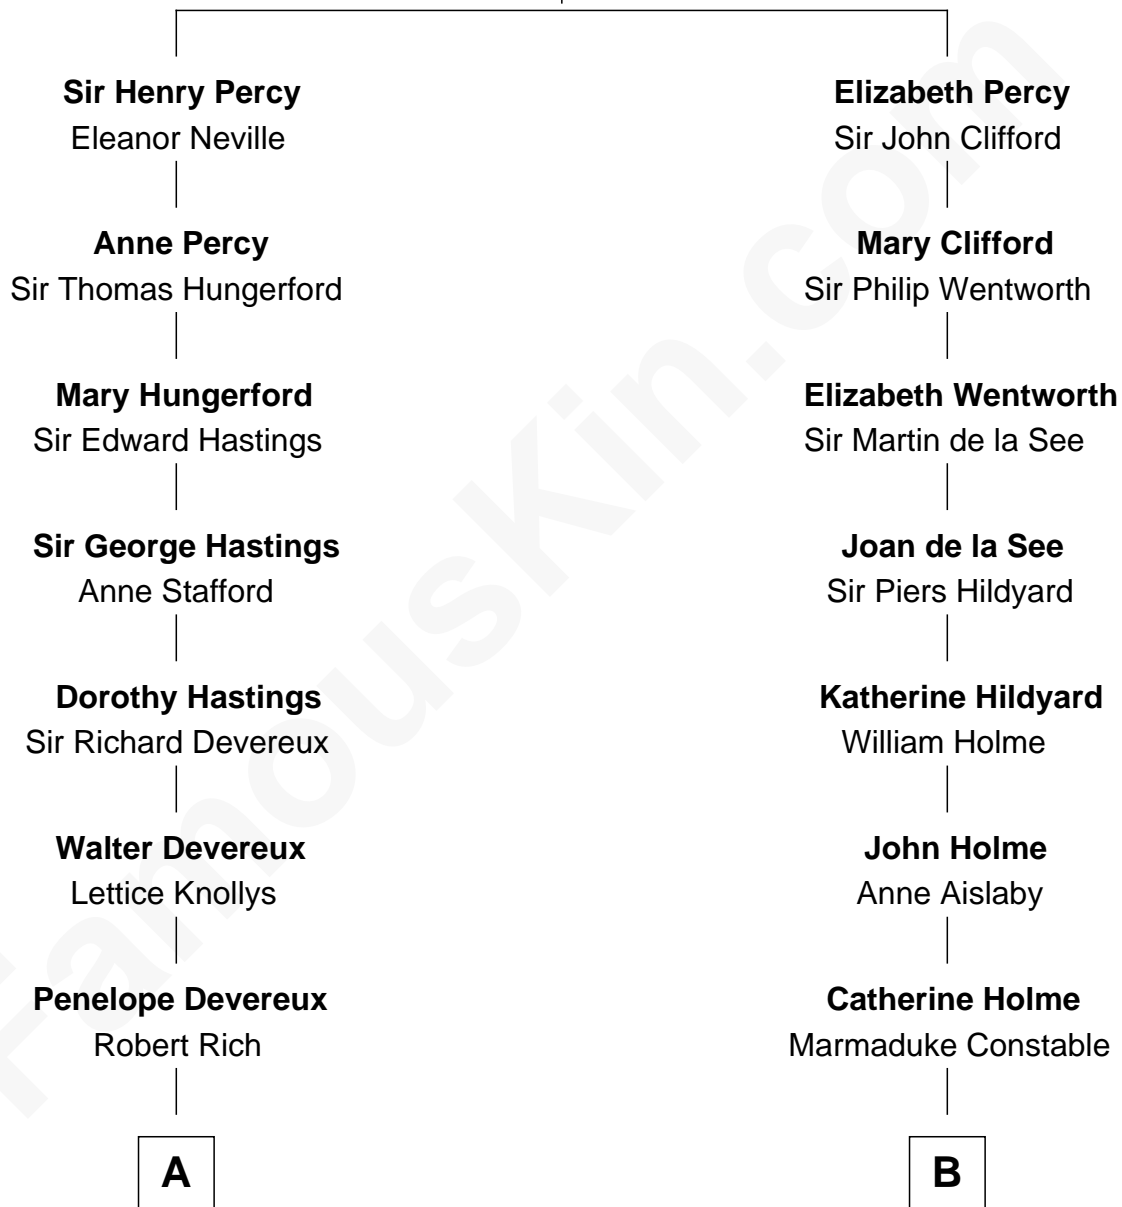 Sir Henry Percy
Eleanor Neville
Anne Percy
Sir Thomas Hungerford
Mary Hungerford
Sir Edward Hastings
Sir George Hastings
Anne Stafford
Dorothy Hastings
Sir Richard Devereux
Walter Devereux
Lettice Knollys
Penelope Devereux
Robert Rich
A
Elizabeth Percy
Sir John Clifford
Mary Clifford
Sir Philip Wentworth
Elizabeth Wentworth
Sir Martin de la See
Joan de la See
Sir Piers Hildyard
Katherine Hildyard
William Holme
John Holme
Anne Aislaby
Catherine Holme
Marmaduke Constable
B
FamousKin.com